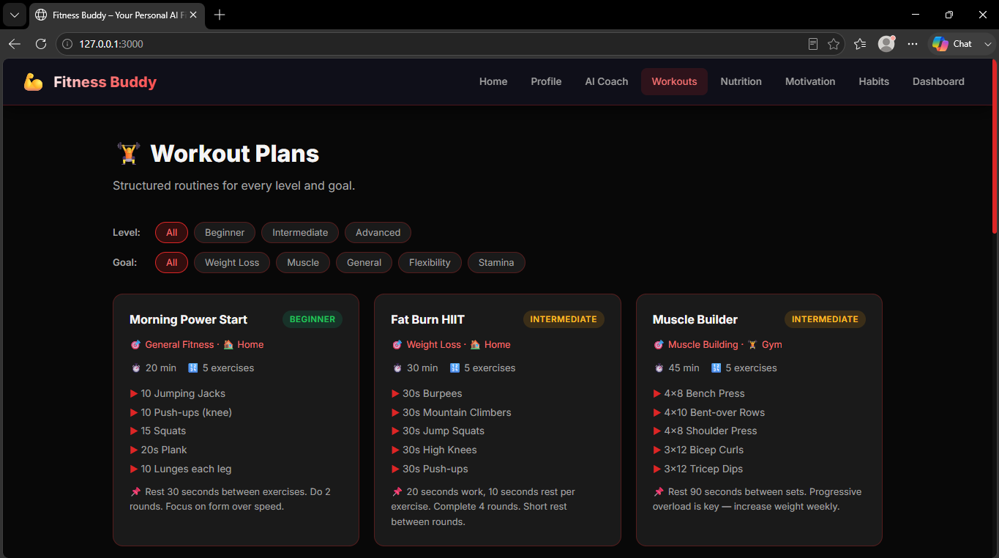 Fitness Buddy – Your Personal AI F
127.0.0.1:3000
Chat
Fitness Buddy
Home
Profile
AI Coach
Workouts
Nutrition
Motivation
Habits
Dashboard
Workout Plans
Structured routines for every level and goal.
Level: All Beginner Intermediate Advanced
Goal: All Weight Loss Muscle General Flexibility Stamina
Morning Power Start BEGINNER
General Fitness · Home
20 min 5 exercises
10 Jumping Jacks
10 Push-ups (knee)
15 Squats
20s Plank
10 Lunges each leg
Rest 30 seconds between exercises. Do 2
rounds. Focus on form over speed.
Fat Burn HIIT INTERMEDIATE
Weight Loss · Home
30 min 5 exercises
30s Burpees
30s Mountain Climbers
30s Jump Squats
30s High Knees
30s Push-ups
20 seconds work, 10 seconds rest per
exercise. Complete 4 rounds. Short rest
between rounds.
Muscle Builder INTERMEDIATE
Muscle Building · Gym
45 min 5 exercises
4×8 Bench Press
4×10 Bent-over Rows
4×8 Shoulder Press
3×12 Bicep Curls
3×12 Tricep Dips
Rest 90 seconds between sets. Progressive
overload is key — increase weight weekly.